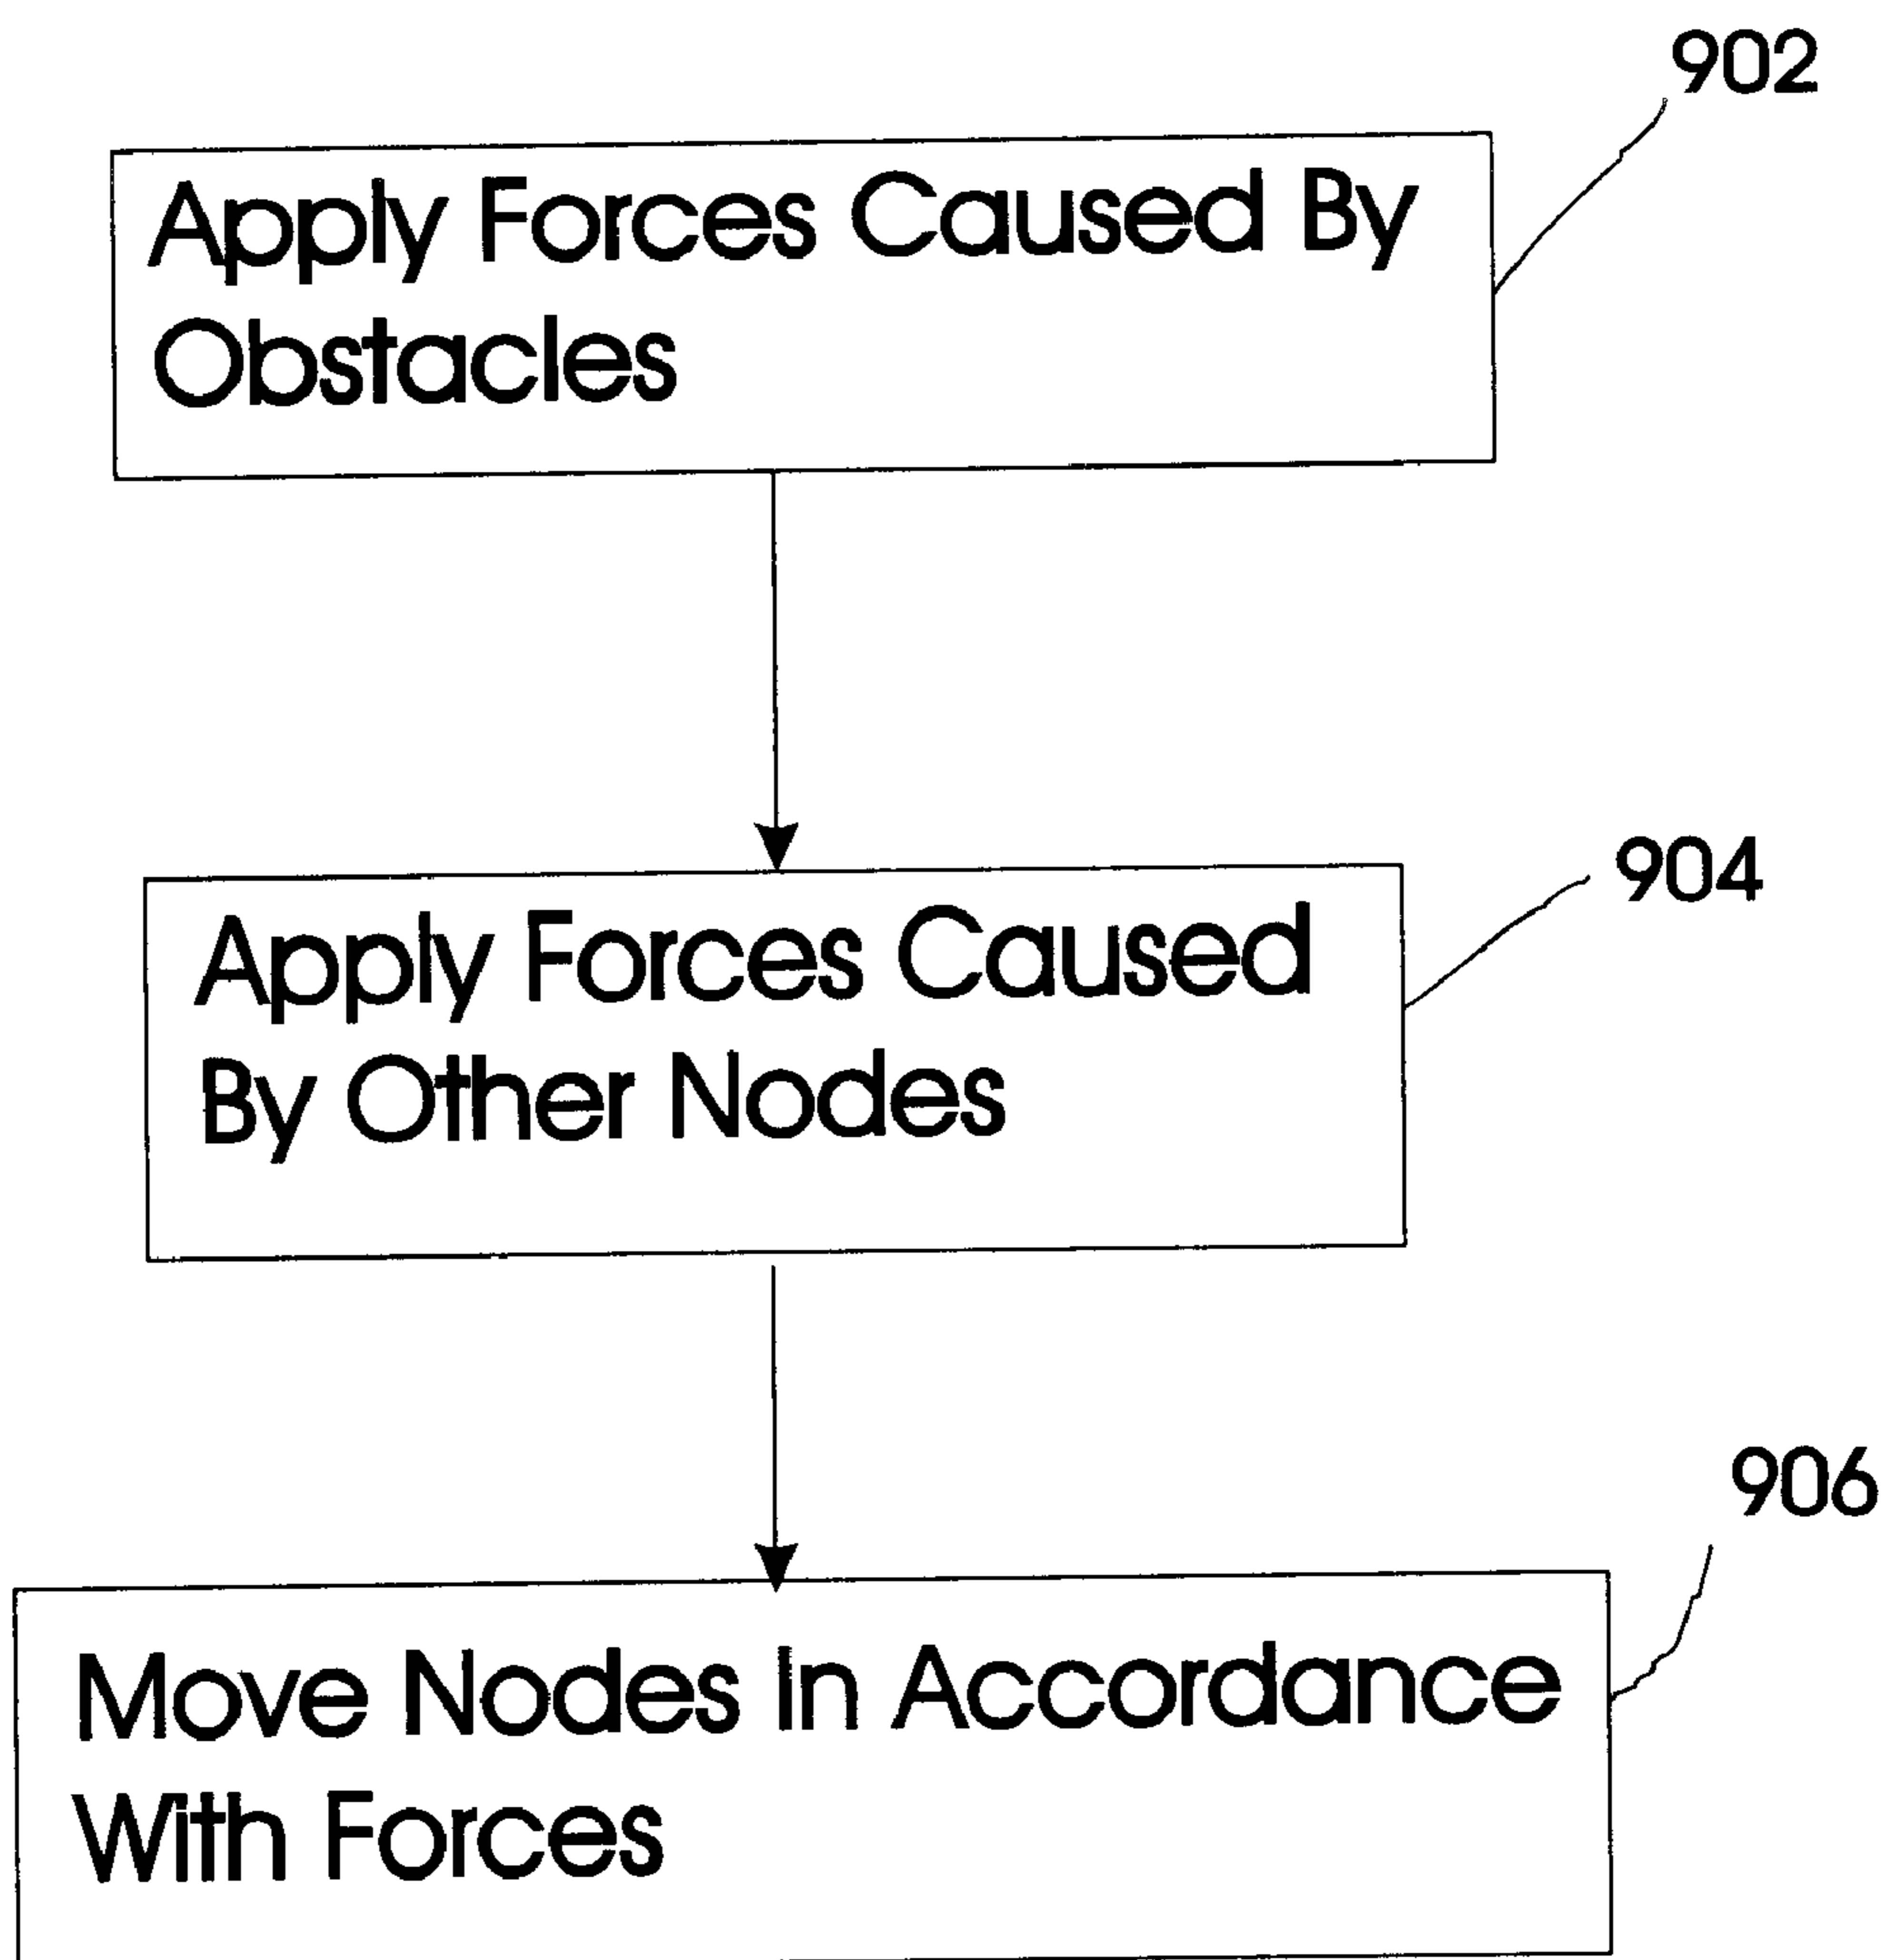 902
Apply Forces Caused By
Obstacles
904
Apply Forces Caused
By Other Nodes
906
Move Nodes In Accordance
With Forces